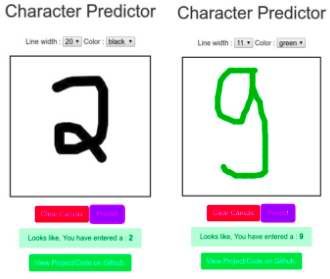 Character Predictor
Line width : 20 Color : black
2
Clear Canvas Predict
Looks like, You have entered a : 2
View Project/Code on Github
Character Predictor
Line width : 11 Color : green
g
Clear Canvas Predict
Looks like, You have entered a : 9
View Project/Code on Github